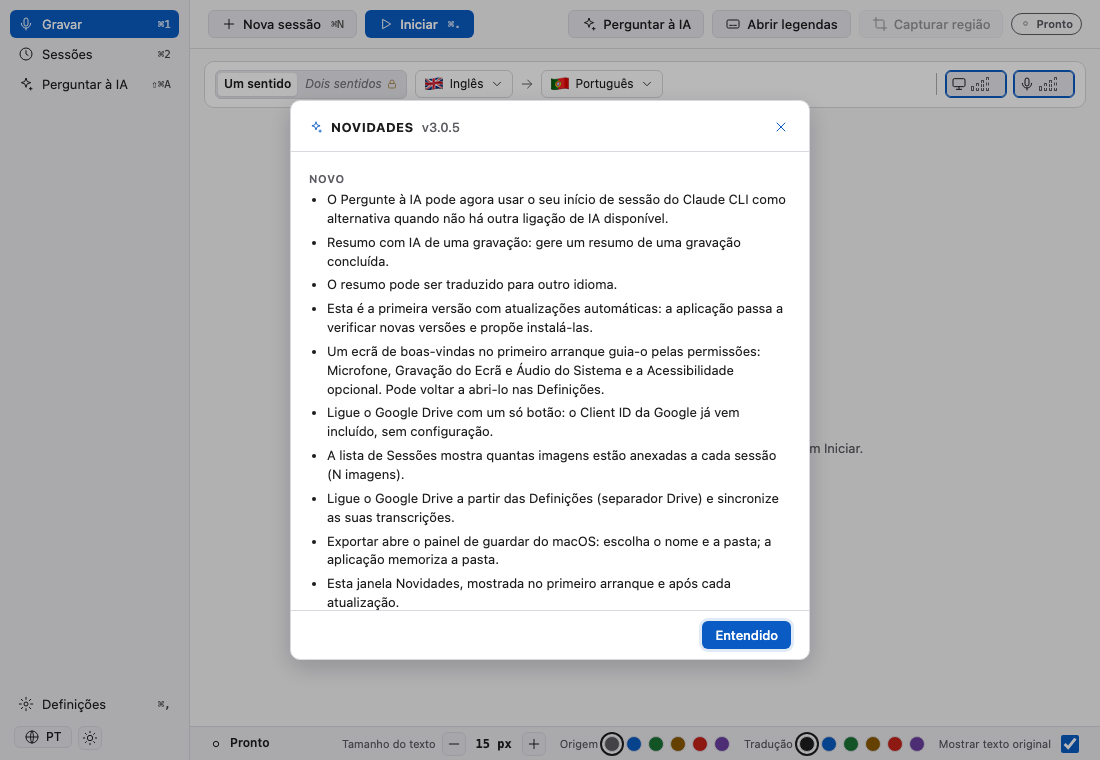 Gravar ⌘1
Sessões ⌘2
Perguntar à IA ⇧⌘A
Nova sessão ⌘N
Iniciar ⌘.
Perguntar à IA
Abrir legendas
Capturar região
Pronto
Um sentido Dois sentidos
Inglês → Português
NOVIDADES v3.0.5
NOVO
• O Pergunte à IA pode agora usar o seu início de sessão do Claude CLI como
alternativa quando não há outra ligação de IA disponível.
• Resumo com IA de uma gravação: gere um resumo de uma gravação
concluída.
• O resumo pode ser traduzido para outro idioma.
• Esta é a primeira versão com atualizações automáticas: a aplicação passa a
verificar novas versões e propõe instalá-las.
• Um ecrã de boas-vindas no primeiro arranque guia-o pelas permissões:
Microfone, Gravação do Ecrã e Áudio do Sistema e a Acessibilidade
opcional. Pode voltar a abri-lo nas Definições.
• Ligue o Google Drive com um só botão: o Client ID da Google já vem
incluído, sem configuração.
• A lista de Sessões mostra quantas imagens estão anexadas a cada sessão
(N imagens).
• Ligue o Google Drive a partir das Definições (separador Drive) e sincronize
as suas transcrições.
• Exportar abre o painel de guardar do macOS: escolha o nome e a pasta; a
aplicação memoriza a pasta.
• Esta janela Novidades, mostrada no primeiro arranque e após cada
atualização.
m Iniciar.
Entendido
Definições ⌘,
PT
Pronto
Tamanho do texto − 15 px +
Origem
Tradução
Mostrar texto original